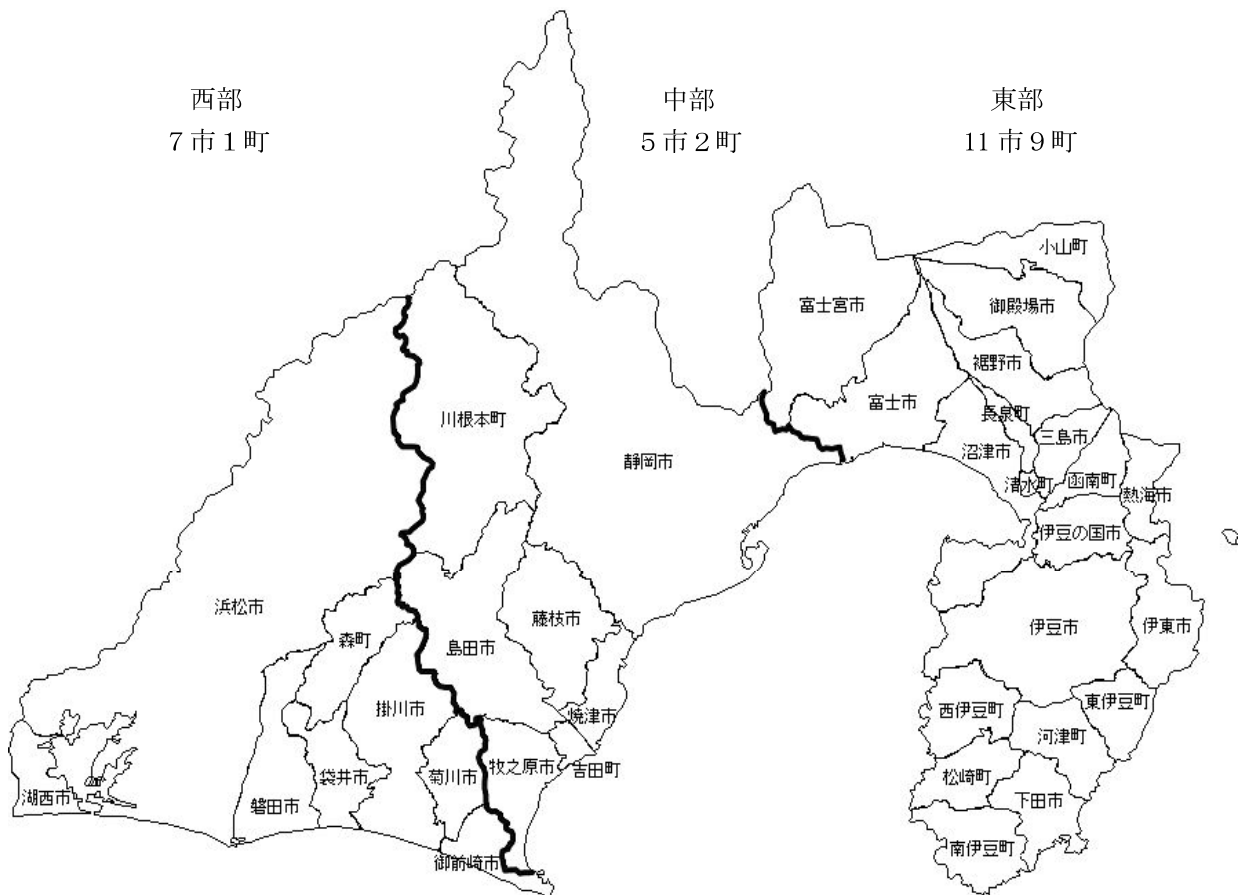 西部
7市1町
中部
5市2町
東部
11市9町
小山町
御殿場市
富士宮市
裾野市
富士市
長泉町
川根本町
三島市
沼津市
静岡市
清水町
函南町
熱海市
伊豆の国市
浜松市
藤枝市
伊豆市
伊東市
森町
島田市
掛川市
焼津市
西伊豆町
東伊豆町
河津町
牧之原市
吉田町
袋井市
菊川市
松崎町
湖西市
磐田市
下田市
御前崎市
南伊豆町